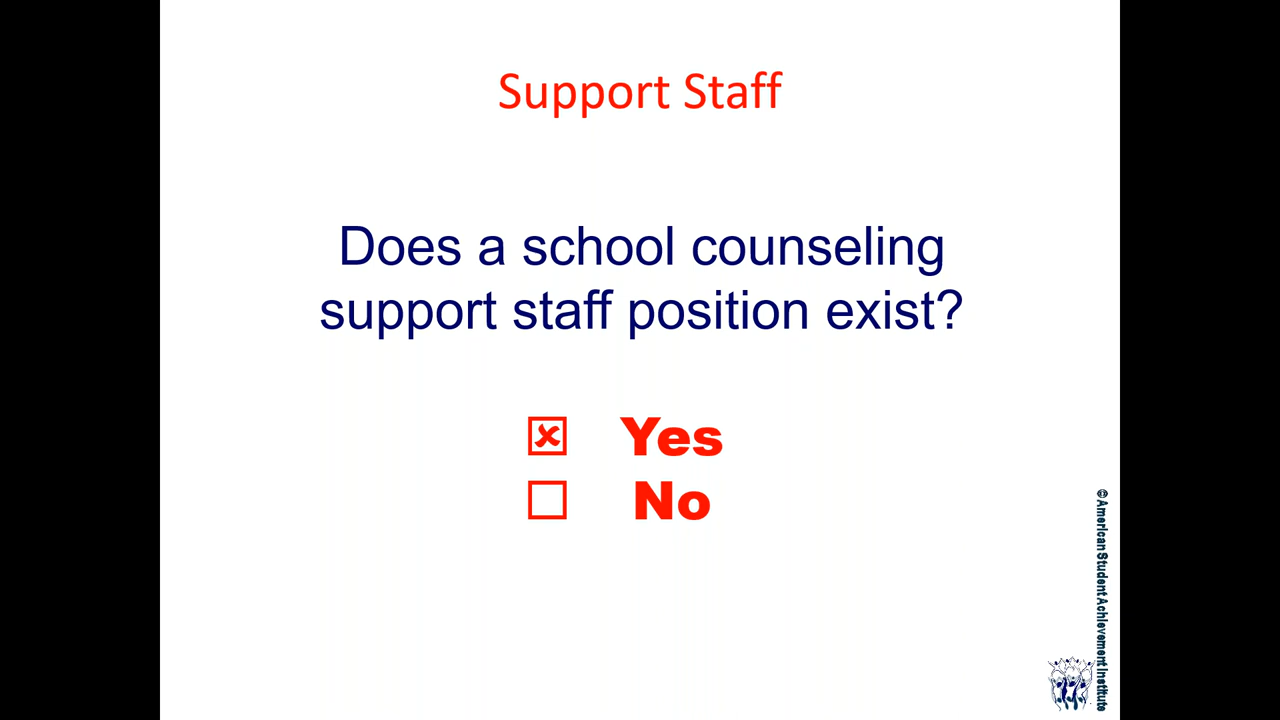 Support Staff
Does a school counseling
support staff position exist?
☒ Yes
☐ No
© American Student Achievement Institute